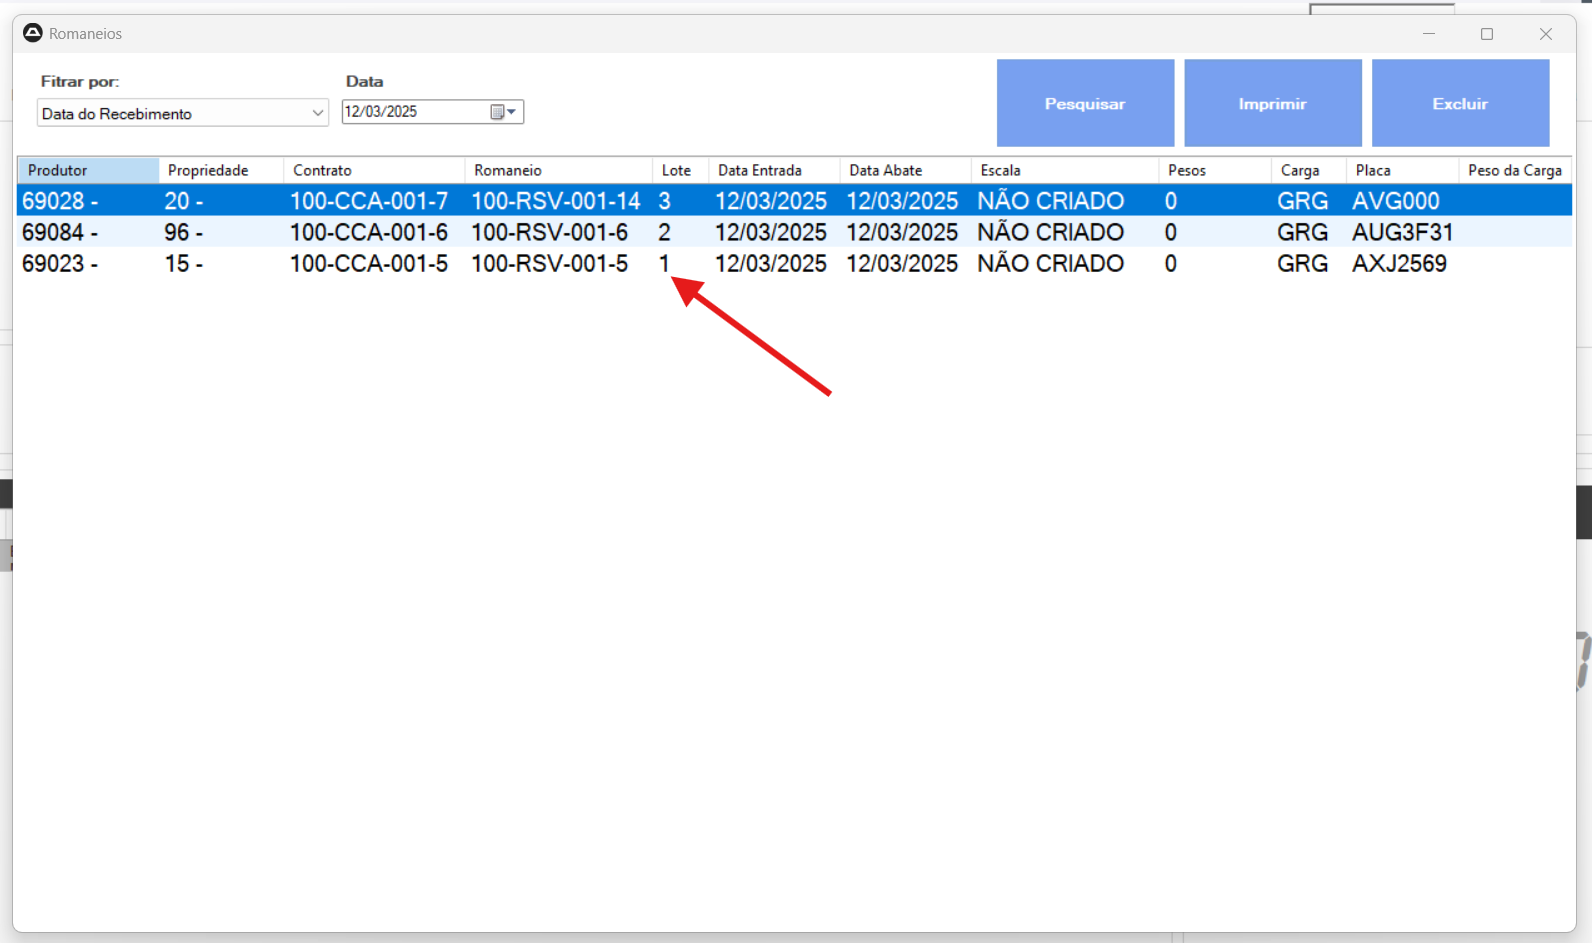 Romaneios
Fitrar por: Data
Data do Recebimento 12/03/2025
Pesquisar Imprimir Excluir
Produtor Propriedade Contrato Romaneio Lote Data Entrada Data Abate Escala Pesos Carga Placa Peso da Carga
69028 - 20 - 100-CCA-001-7 100-RSV-001-14 3 12/03/2025 12/03/2025 NÃO CRIADO 0 GRG AVG000
69084 - 96 - 100-CCA-001-6 100-RSV-001-6 2 12/03/2025 12/03/2025 NÃO CRIADO 0 GRG AUG3F31
69023 - 15 - 100-CCA-001-5 100-RSV-001-5 1 12/03/2025 12/03/2025 NÃO CRIADO 0 GRG AXJ2569